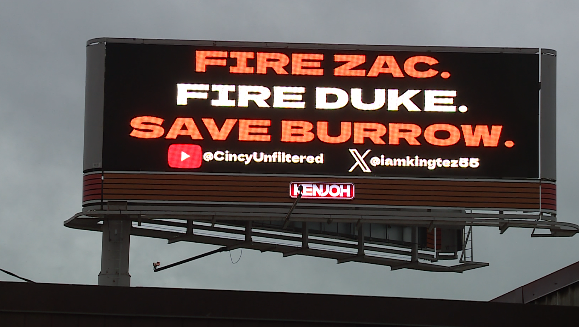 FIRE ZAC.
FIRE DUKE.
SAVE BURROW.
@CincyUnfiltered X @iamkingtez55
KENJOH